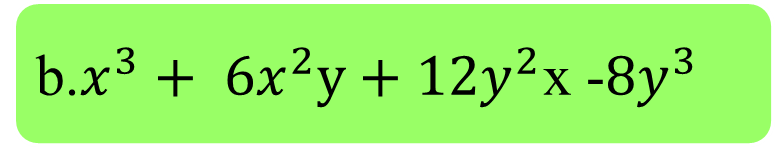 b.x³ + 6x²y + 12y²x -8y³